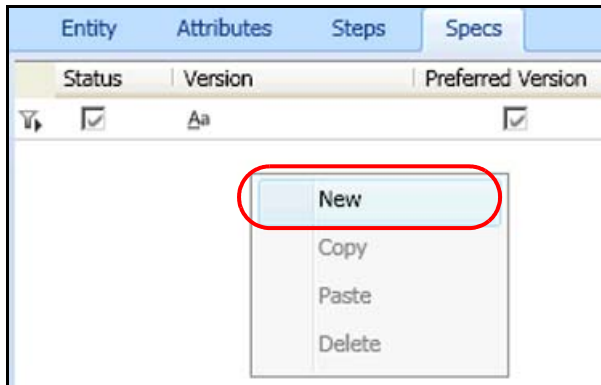 Entity Attributes Steps Specs
Status Version Preferred Version
Aa
New
Copy
Paste
Delete